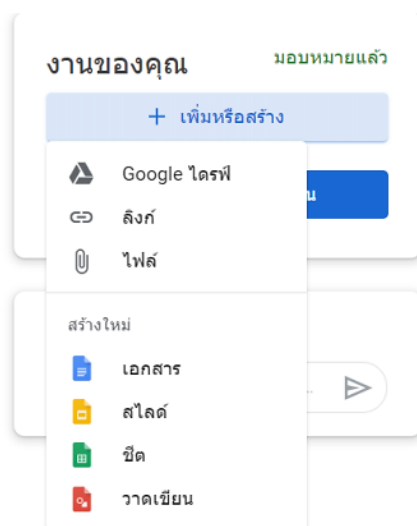 งานของคุณ
มอบหมายแล้ว
เพิ่มหรือสร้าง
Google ไดรฟ์
ลิงก์
ไฟล์
สร้างใหม่
เอกสาร
สไลด์
ชีต
วาดเขียน